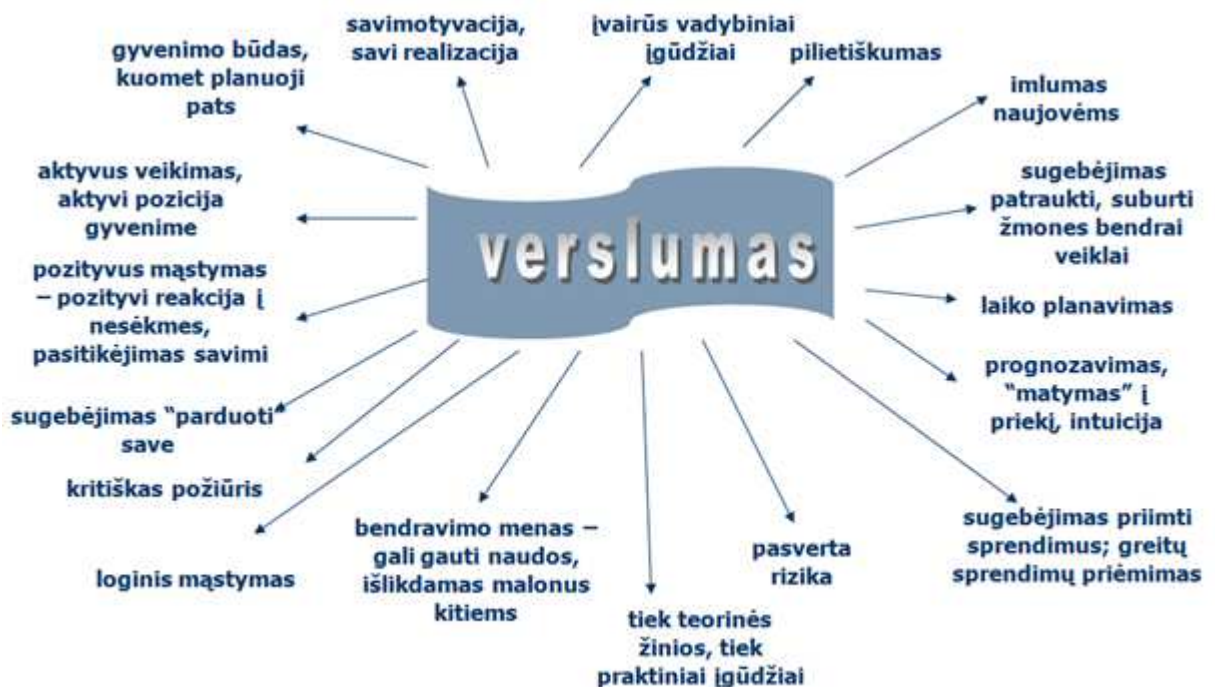 savimotyvacija,
savi realizacija
įvairūs vadybiniai
įgūdžiai
pilietiškumas
gyvenimo būdas,
kuomet planuoji
pats
imlumas
naujovėms
aktyvus veikimas,
aktyvi pozicija
gyvenime
sugebėjimas
patraukti, suburti
žmones bendrai
veiklai
verslumas
pozityvus mąstymas
– pozityvi reakcija į
nesėkmes,
pasitikėjimas savimi
laiko planavimas
prognozavimas,
“matymas” į
priekį, intuicija
sugebėjimas “parduoti
save
kritiškas požiūris
loginis mąstymas
bendravimo menas –
gali gauti naudos,
išlikdamas malonus
kitiems
tiek teorinės
žinios, tiek
praktiniai įgūdžiai
pasverta
rizika
sugebėjimas priimti
sprendimus; greitų
sprendimų priėmimas